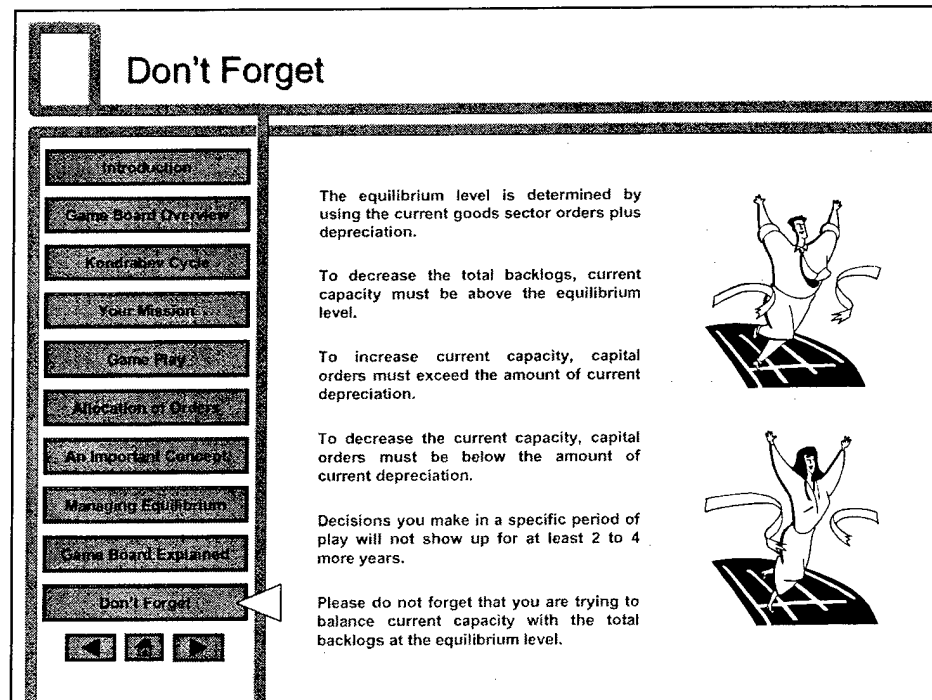 Don't Forget
Introduction
Game Board Overview
Kondrabev Cycle
Your Mission
Game Play
Allocation of Orders
An Important Concept
Managing Equilibrium
Game Board Explained
Don't Forget
The equilibrium level is determined by
using the current goods sector orders plus
depreciation.
To decrease the total backlogs, current
capacity must be above the equilibrium
level.
To increase current capacity, capital
orders must exceed the amount of current
depreciation.
To decrease the current capacity, capital
orders must be below the amount of
current depreciation.
Decisions you make in a specific period of
play will not show up for at least 2 to 4
more years.
Please do not forget that you are trying to
balance current capacity with the total
backlogs at the equilibrium level.